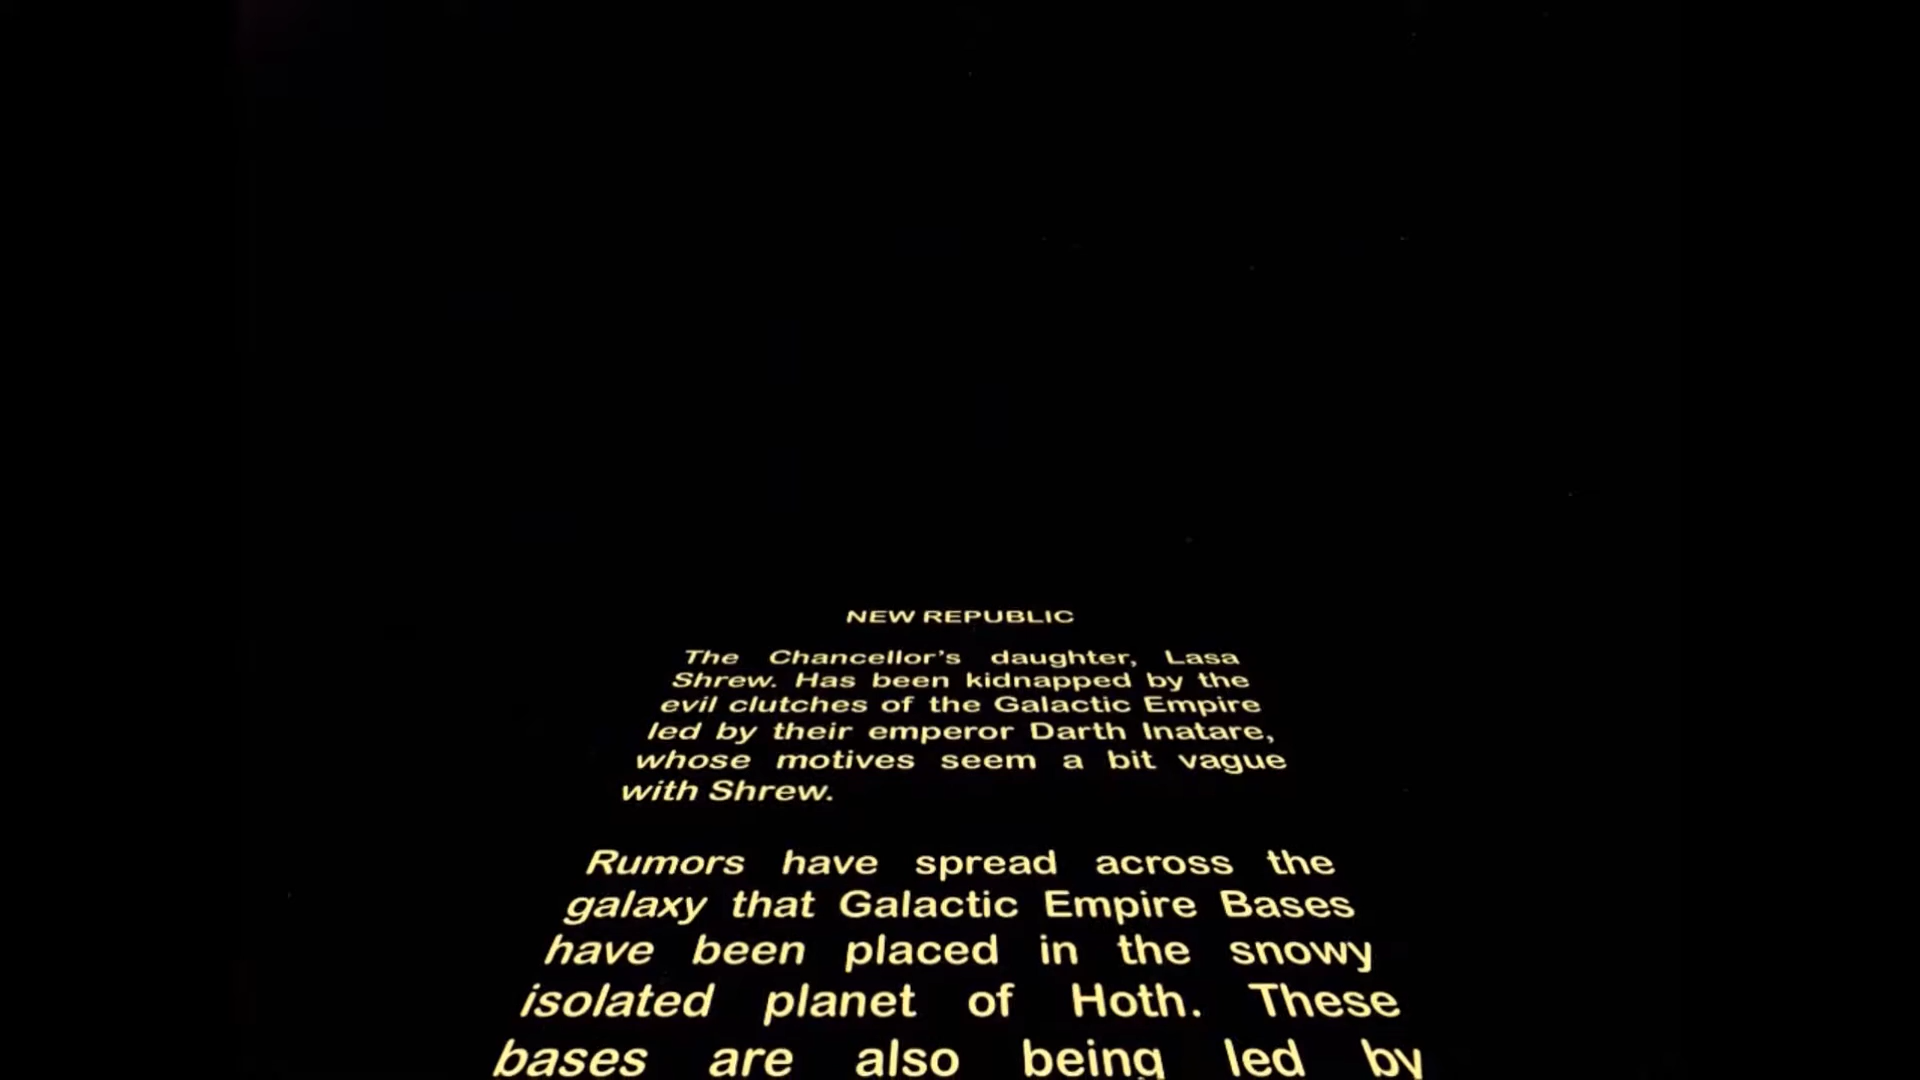 NEW REPUBLIC
The Chancellor's daughter, Lasa
Shrew. Has been kidnapped by the
evil clutches of the Galactic Empire
led by their emperor Darth Inatare,
whose motives seem a bit vague
with Shrew.
Rumors have spread across the
galaxy that Galactic Empire Bases
have been placed in the snowy
isolated planet of Hoth. These
bases are also being led by